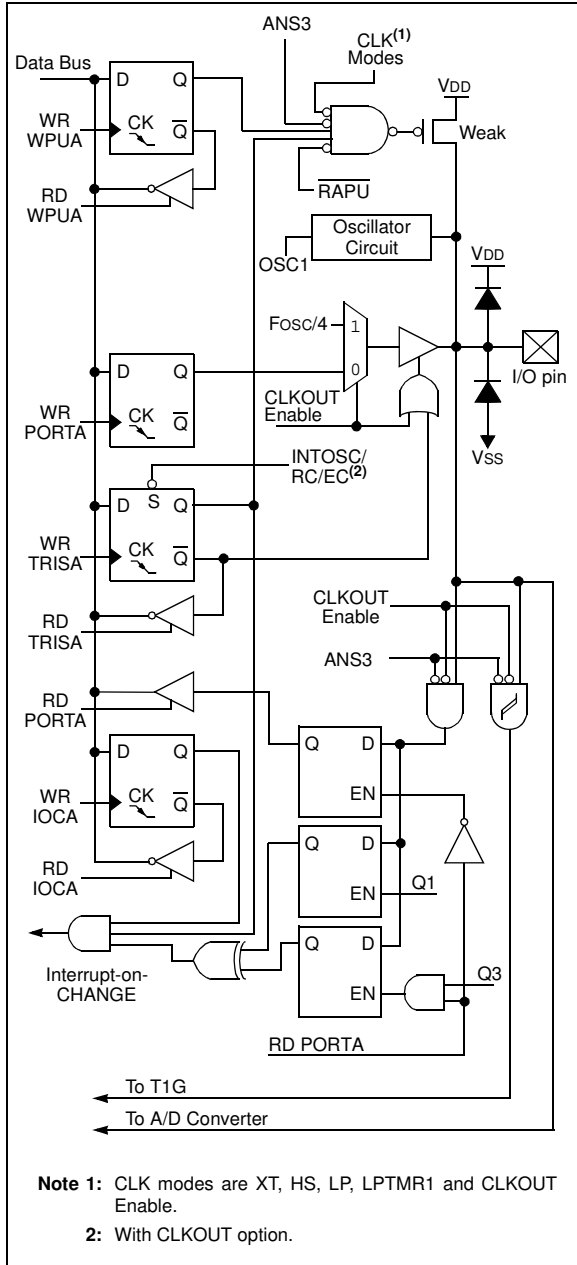 ANS3
CLK(1)
Modes
Data Bus
VDD
D Q
WR
WPUA
CK Q
Weak
RD
WPUA
RAPU
Oscillator
Circuit
OSC1
VDD
FOSC/4
1
D Q
0
I/O pin
WR
PORTA
CK Q
CLKOUT
Enable
VSS
INTOSC/
RC/EC(2)
D S Q
WR
TRISA
CK Q
RD
TRISA
CLKOUT
Enable
ANS3
RD
PORTA
Q D
D Q
EN
WR
IOCA
CK Q
Q D
RD
IOCA
EN Q1
Q D
Interrupt-on-
CHANGE
Q3
EN
RD PORTA
To T1G
To A/D Converter
Note 1: CLK modes are XT, HS, LP, LPTMR1 and CLKOUT
Enable.
2: With CLKOUT option.